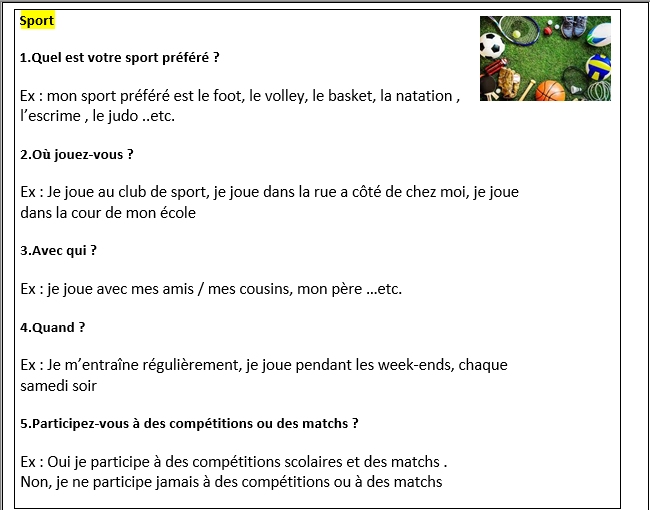 Sport
1.Quel est votre sport préféré ?
Ex : mon sport préféré est le foot, le volley, le basket, la natation ,
l’escrime , le judo ..etc.
2.Où jouez-vous ?
Ex : Je joue au club de sport, je joue dans la rue a côté de chez moi, je joue
dans la cour de mon école
3.Avec qui ?
Ex : je joue avec mes amis / mes cousins, mon père …etc.
4.Quand ?
Ex : Je m’entraîne régulièrement, je joue pendant les week-ends, chaque
samedi soir
5.Participez-vous à des compétitions ou des matchs ?
Ex : Oui je participe à des compétitions scolaires et des matchs .
Non, je ne participe jamais à des compétitions ou à des matchs